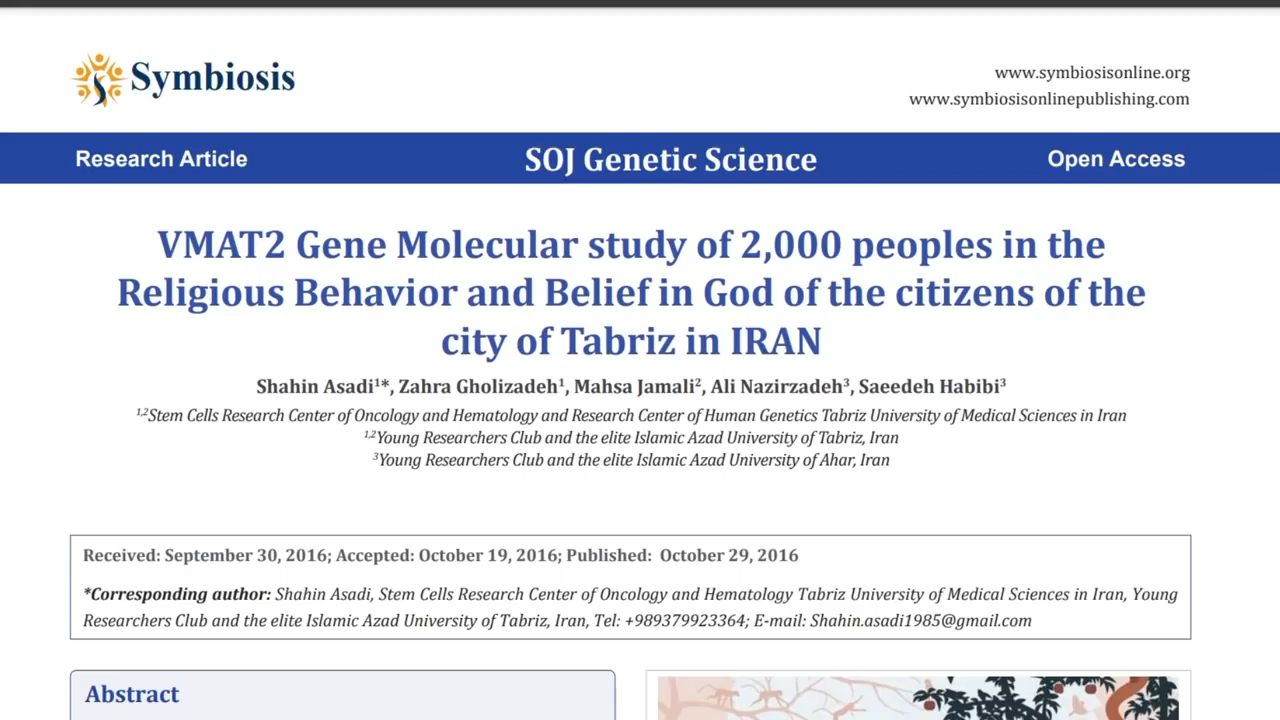 Symbiosis
www.symbiosisonline.org
www.symbiosisonlinepublishing.com
Research Article
SOJ Genetic Science
Open Access
VMAT2 Gene Molecular study of 2,000 peoples in the
Religious Behavior and Belief in God of the citizens of the
city of Tabriz in IRAN
Shahin Asadi¹*, Zahra Gholizadeh¹, Mahsa Jamali², Ali Nazirzadeh³, Saeedeh Habibi³
¹,²Stem Cells Research Center of Oncology and Hematology and Research Center of Human Genetics Tabriz University of Medical Sciences in Iran
¹,²Young Researchers Club and the elite Islamic Azad University of Tabriz, Iran
³Young Researchers Club and the elite Islamic Azad University of Ahar, Iran
Received: September 30, 2016; Accepted: October 19, 2016; Published: October 29, 2016
*Corresponding author: Shahin Asadi, Stem Cells Research Center of Oncology and Hematology Tabriz University of Medical Sciences in Iran, Young
Researchers Club and the elite Islamic Azad University of Tabriz, Iran, Tel: +989379923364; E-mail: Shahin.asadi1985@gmail.com
Abstract